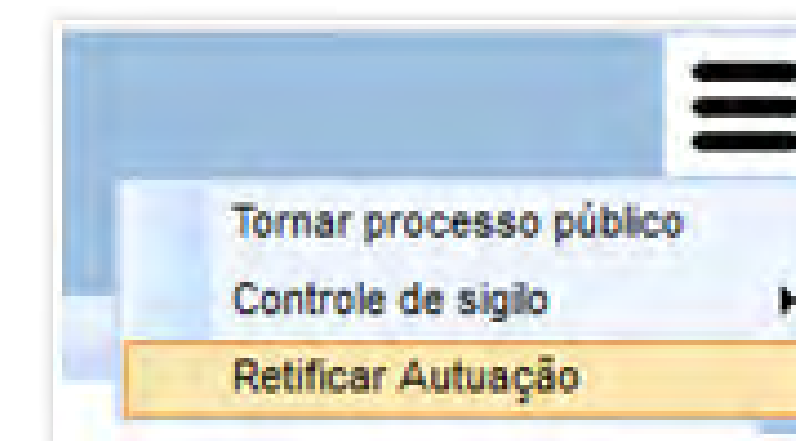 Tornar processo público
Controle de sigilo
Retificar Autuação